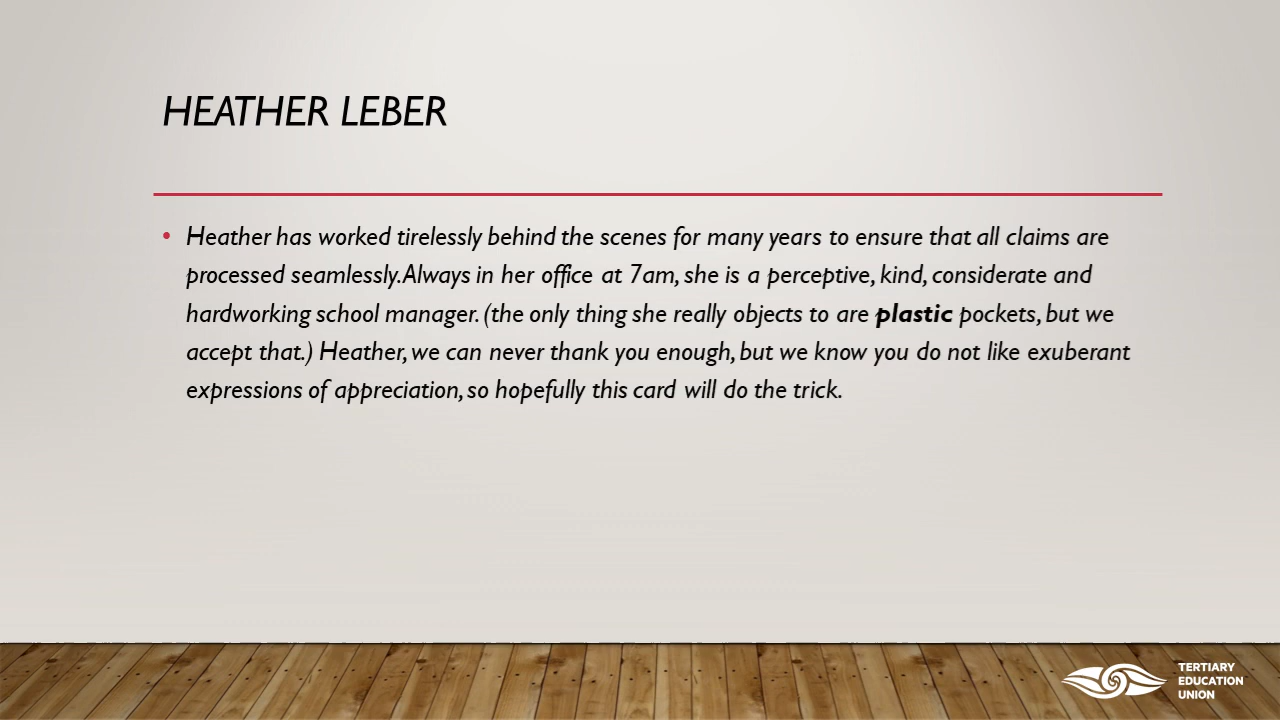 HEATHER LEBER
• Heather has worked tirelessly behind the scenes for many years to ensure that all claims are
processed seamlessly. Always in her office at 7am, she is a perceptive, kind, considerate and
hardworking school manager. (the only thing she really objects to are plastic pockets, but we
accept that.) Heather, we can never thank you enough, but we know you do not like exuberant
expressions of appreciation, so hopefully this card will do the trick.
TERTIARY
EDUCATION
UNION